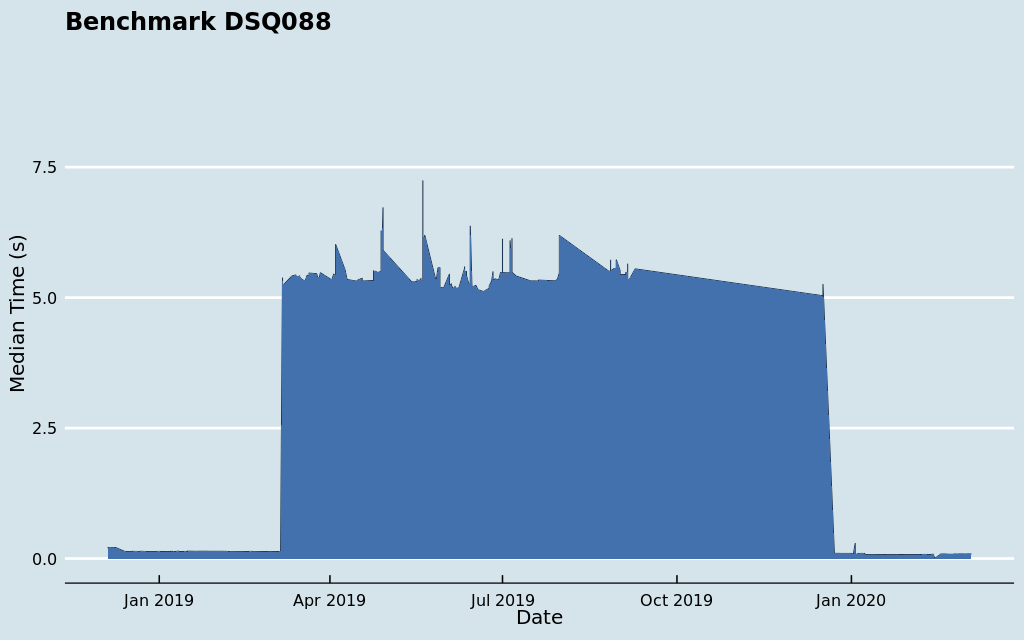 Benchmark DSQ088
Median Time (s)
7.5
5.0
2.5
0.0
Jan 2019
Apr 2019
Jul 2019
Oct 2019
Jan 2020
Date